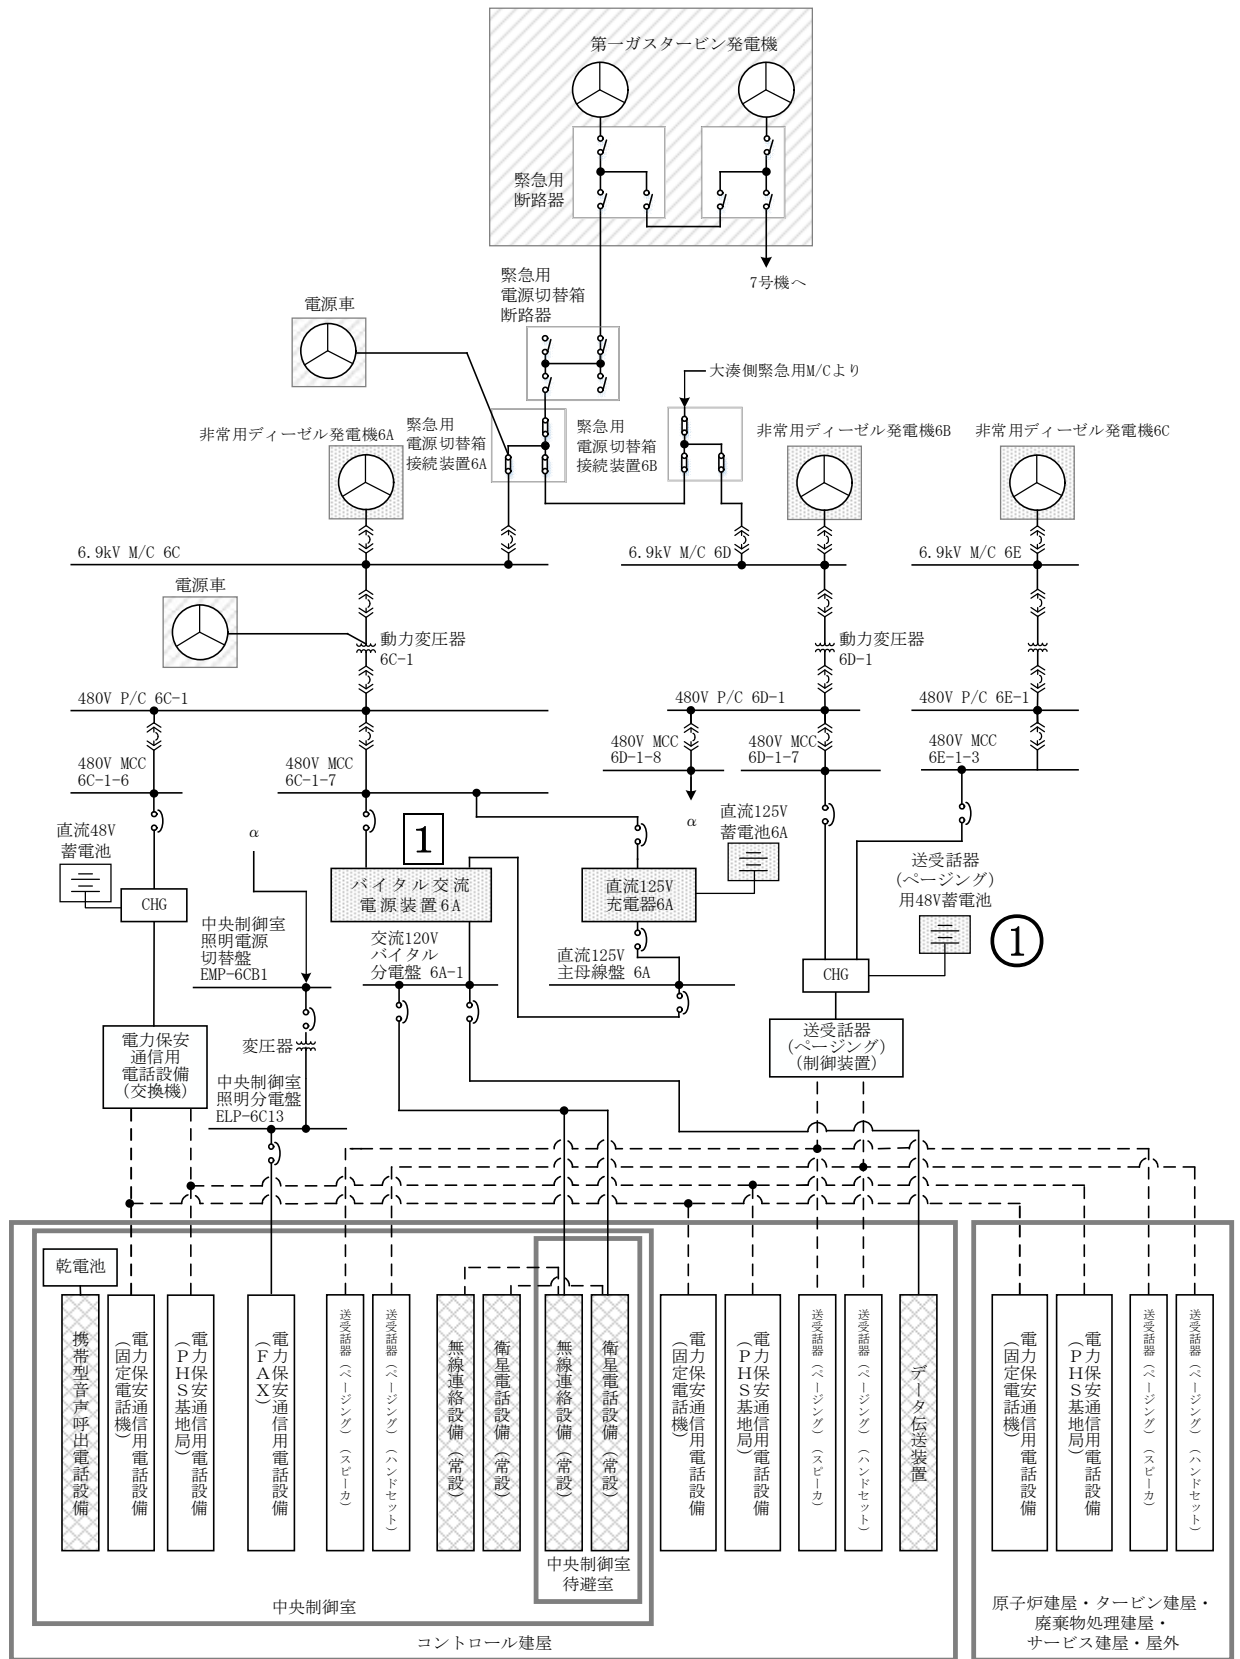 第一ガスタービン発電機
緊急用
断路器
7号機へ
緊急用
電源切替箱
断路器
電源車
大湊側緊急用M/Cより
非常用ディーゼル発電機6A
緊急用
電源切替箱
接続装置6A
緊急用
電源切替箱
接続装置6B
非常用ディーゼル発電機6B
非常用ディーゼル発電機6C
6.9kV M/C 6C
6.9kV M/C 6D
6.9kV M/C 6E
電源車
動力変圧器
6C-1
動力変圧器
6D-1
480V P/C 6C-1
480V P/C 6D-1
480V P/C 6E-1
480V MCC
6C-1-6
480V MCC
6C-1-7
480V MCC
6D-1-8
480V MCC
6D-1-7
480V MCC
6E-1-3
α
直流48V
蓄電池
α
1
直流125V
蓄電池6A
CHG
バイタル交流
電源装置6A
直流125V
充電器6A
送受話器
(ページング)
用48V蓄電池
1
中央制御室
照明電源
切替盤
EMP-6CB1
交流120V
バイタル
分電盤 6A-1
直流125V
主母線盤 6A
CHG
電力保安
通信用
電話設備
(交換機)
変圧器
送受話器
(ページング)
(制御装置)
中央制御室
照明分電盤
ELP-6C13
乾電池
携帯型音声呼出電話設備
電力保安通信用電話設備
(固定電話機)
電力保安通信用電話設備
(PHS基地局)
電力保安通信用電話設備
(FAX)
送受話器(ページング)(スピーカ)
送受話器(ページング)(ハンドセット)
無線連絡設備(常設)
衛星電話設備(常設)
無線連絡設備(常設)
衛星電話設備(常設)
電力保安通信用電話設備
(固定電話機)
電力保安通信用電話設備
(PHS基地局)
送受話器(ページング)(スピーカ)
送受話器(ページング)(ハンドセット)
データ伝送装置
電力保安通信用電話設備
(固定電話機)
電力保安通信用電話設備
(PHS基地局)
送受話器(ページング)(スピーカ)
送受話器(ページング)(ハンドセット)
中央制御室
待避室
中央制御室
コントロール建屋
原子炉建屋・タービン建屋・
廃棄物処理建屋・
サービス建屋・屋外